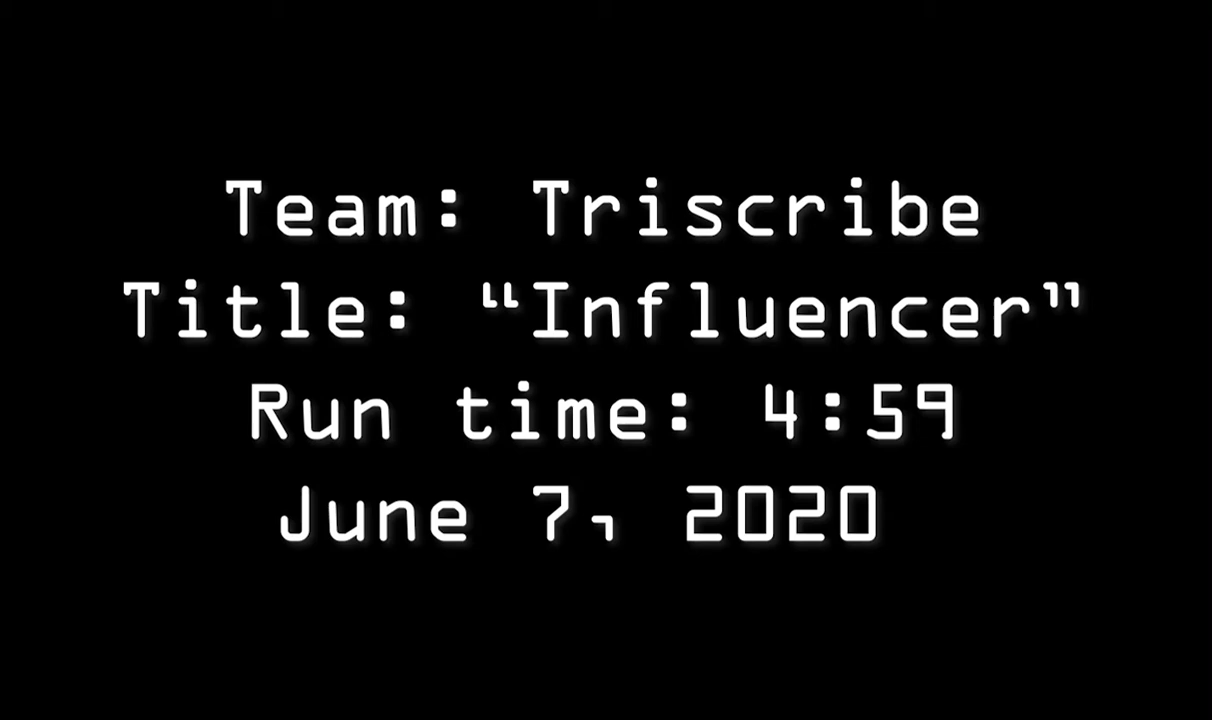 Team: Triscribe
Title: “Influencer”
Run time: 4:59
June 7, 2020